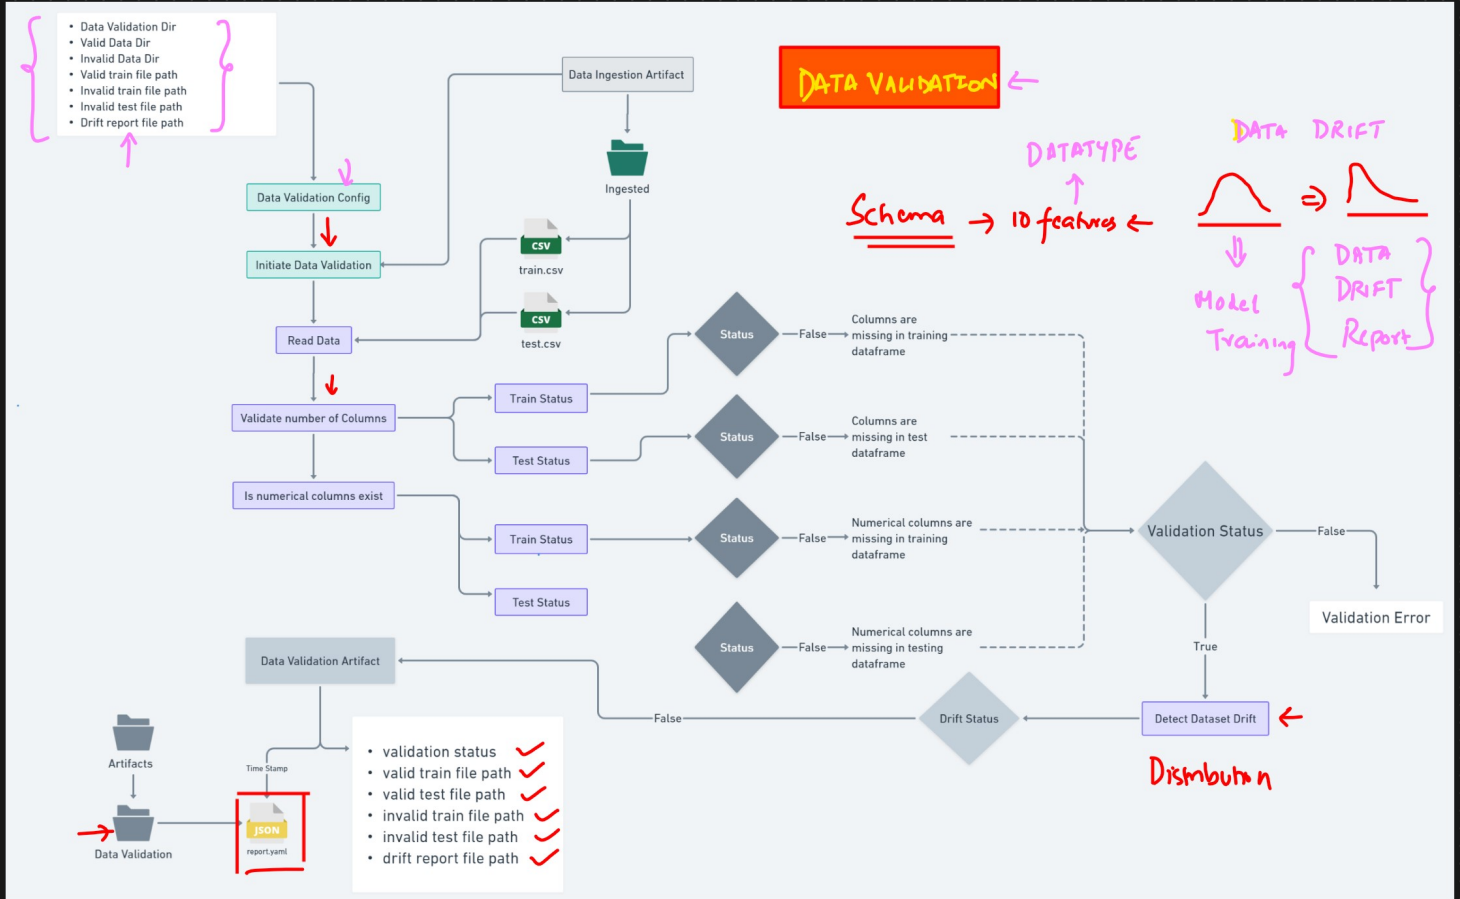 • Data Validation Dir
• Valid Data Dir
• Invalid Data Dir
• Valid train file path
• Invalid train file path
• Invalid test file path
• Drift report file path
Data Ingestion Artifact
DATA VALIDATION
Ingested
DATATYPE
DATA DRIFT
Schema → 10 features ←
Model
Training
DATA
DRIFT
Report
Data Validation Config
Initiate Data Validation
CSV
train.csv
CSV
test.csv
Read Data
Validate number of Columns
Is numerical columns exist
Train Status
Test Status
Train Status
Test Status
Status
False
Columns are
missing in training
dataframe
Status
False
Columns are
missing in test
dataframe
Status
False
Numerical columns are
missing in training
dataframe
Status
False
Numerical columns are
missing in testing
dataframe
Validation Status
False
Validation Error
True
Detect Dataset Drift
Distribution
Drift Status
False
Data Validation Artifact
Artifacts
Data Validation
Time Stamp
JSON
report.yaml
• validation status
• valid train file path
• valid test file path
• invalid train file path
• invalid test file path
• drift report file path